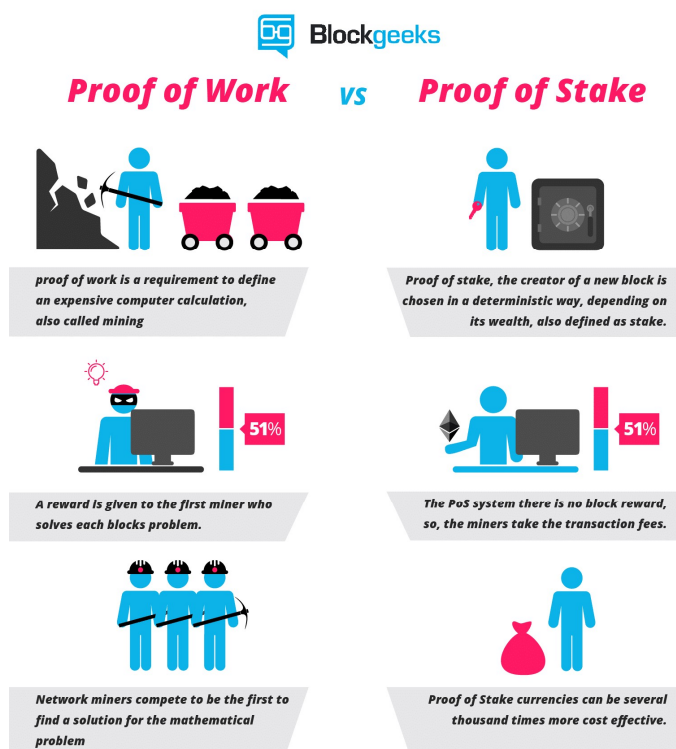 Blockgeeks
Proof of Work vs Proof of Stake
proof of work is a requirement to define
an expensive computer calculation,
also called mining
Proof of stake, the creator of a new block is
chosen in a deterministic way, depending on
its wealth, also defined as stake.
51%
51%
A reward is given to the first miner who
solves each blocks problem.
The PoS system there is no block reward,
so, the miners take the transaction fees.
Network miners compete to be the first to
find a solution for the mathematical
problem
Proof of Stake currencies can be several
thousand times more cost effective.